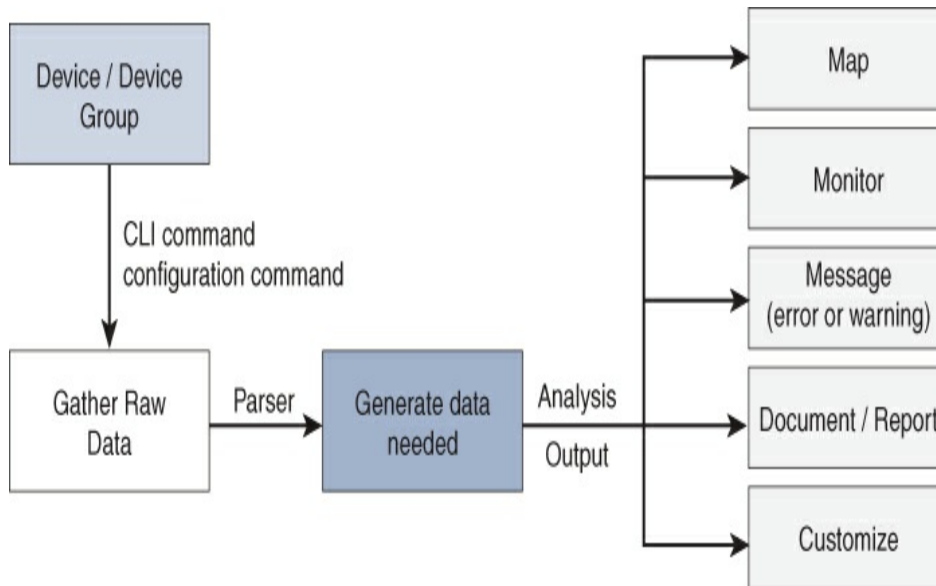 Device / Device
Group
CLI command
configuration command
Gather Raw
Data
Parser
Generate data
needed
Analysis
Output
Map
Monitor
Message
(error or warning)
Document / Report
Customize